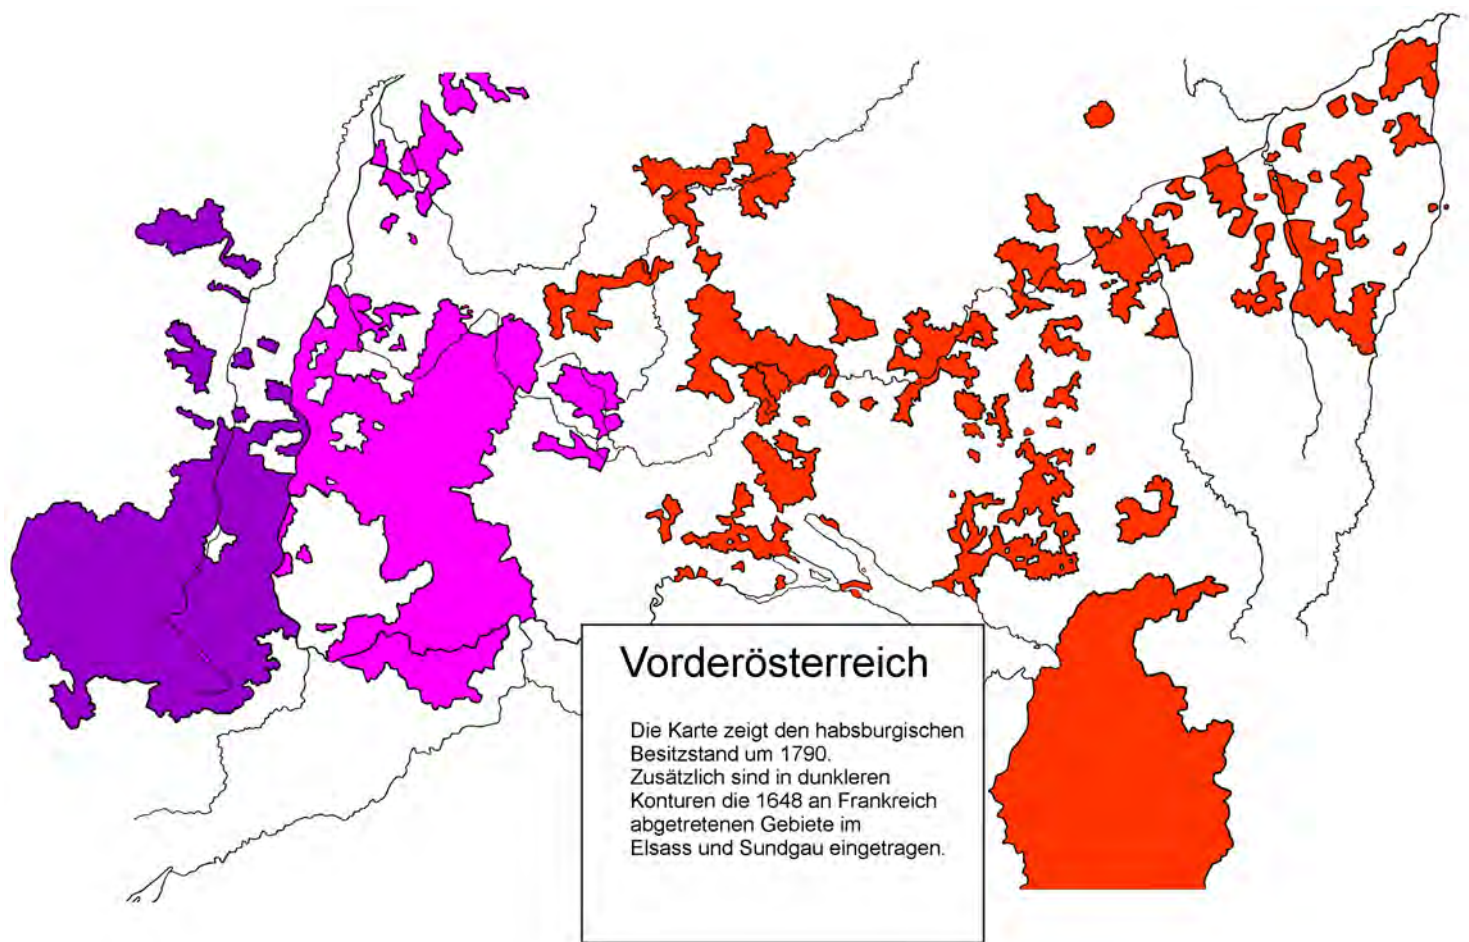 Vorderösterreich
Die Karte zeigt den habsburgischen
Besitzstand um 1790.
Zusätzlich sind in dunkleren
Konturen die 1648 an Frankreich
abgetretenen Gebiete im
Elsass und Sundgau eingetragen.